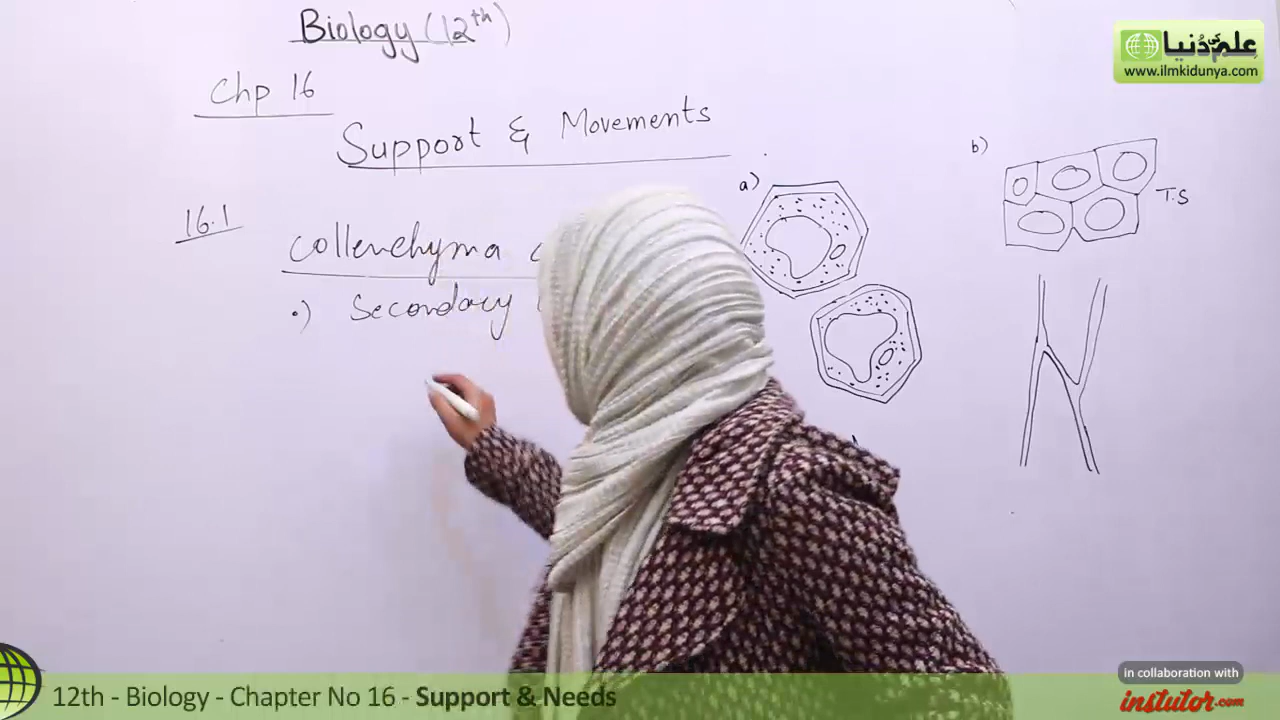 Biology (12th)
Chp 16
Support & Movements
16.1
Collenchyma
•) Secondary
a)
b)
T.S
علم کی دُنیا
www.ilmkidunya.com
in collaboration with
instutor.com
12th - Biology - Chapter No 16 - Support & Needs